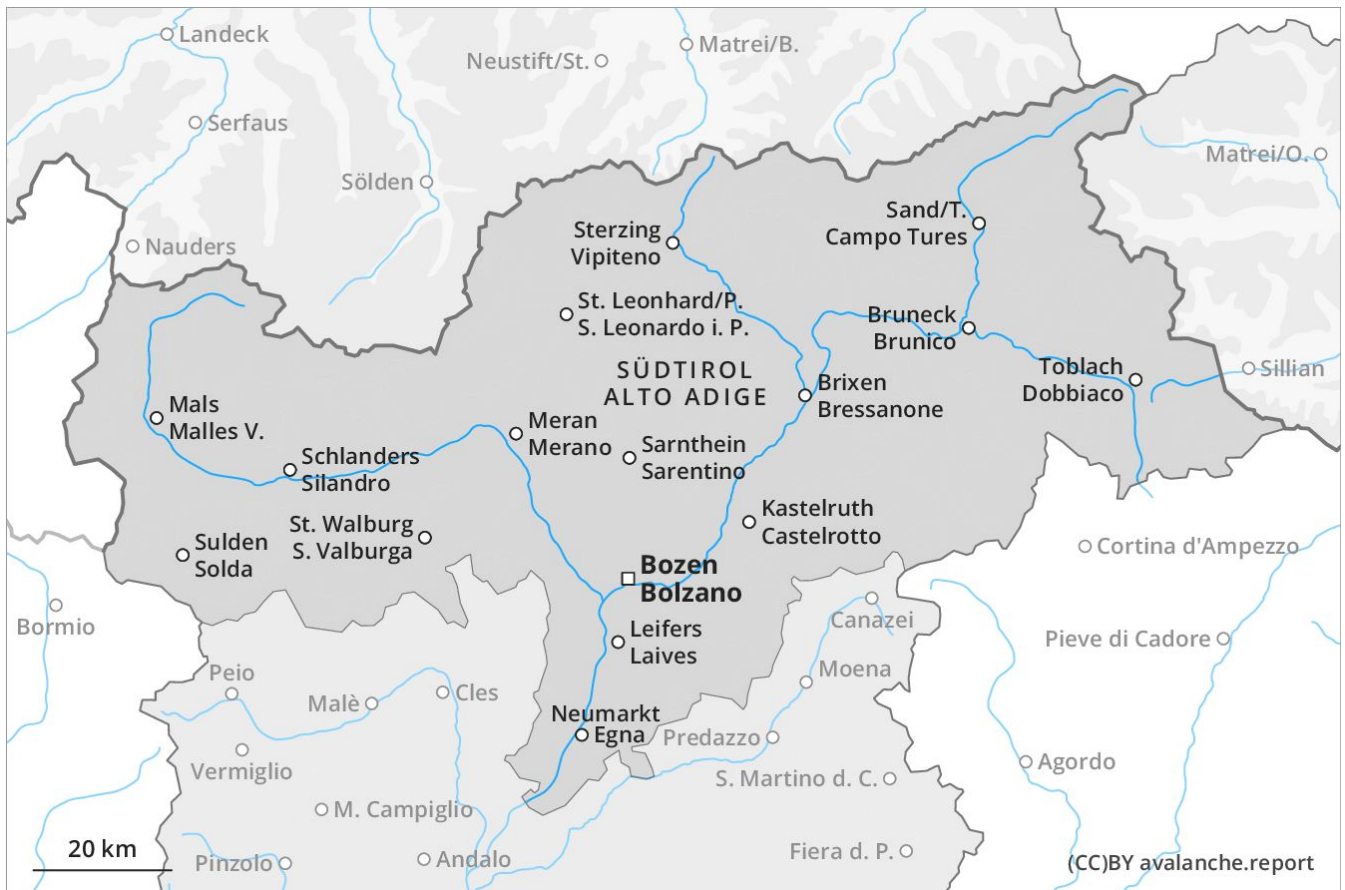 Landeck
Matrei/B.
Neustift/St.
Serfaus
Matrei/O.
Sölden
Sand/T.
Campo Tures
Sterzing
Vipiteno
Nauders
St. Leonhard/P.
S. Leonardo i. P.
Bruneck
Brunico
SÜDTIROL
ALTO ADIGE
Toblach
Dobbiaco
Sillian
Brixen
Bressanone
Mals
Malles V.
Meran
Merano
Sarnthein
Sarentino
Schlanders
Silandro
Kastelruth
Castelrotto
St. Walburg
S. Valburga
Sulden
Solda
Cortina d'Ampezzo
Bozen
Bolzano
Bormio
Canazei
Leifers
Laives
Pieve di Cadore
Peio
Moena
Malè
Cles
Neumarkt
Egna
Predazzo
Vermiglio
S. Martino d. C.
Agordo
M. Campiglio
20 km
Pinzolo
Andalo
Fiera d. P.
(CC)BY avalanche.report